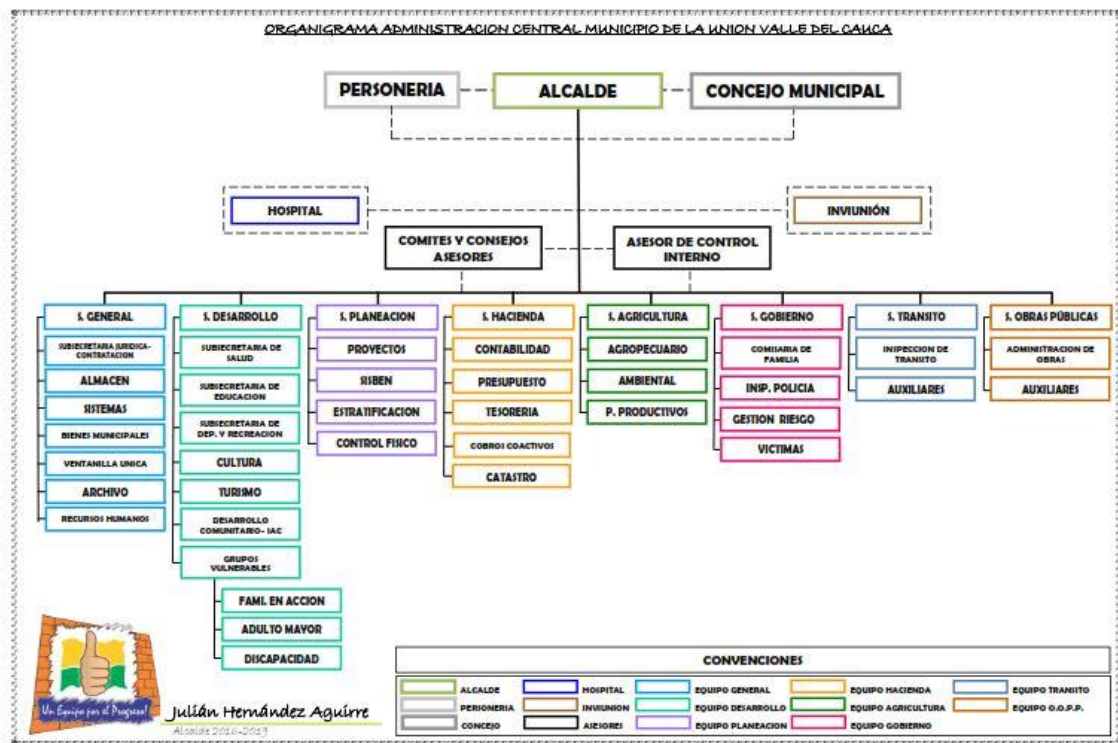 ORGANIGRAMA ADMINISTRACION CENTRAL MUNICIPIO DE LA UNION VALLE DEL CAUCA
PERSONERIA
ALCALDE
CONCEJO MUNICIPAL
HOSPITAL
INVIUNIÓN
COMITES Y CONSEJOS
ASESORES
ASESOR DE CONTROL
INTERNO
S. GENERAL
SUBSECRETARIA JURIDICA-
CONTRATACION
ALMACEN
SISTEMAS
BIENES MUNICIPALES
VENTANILLA UNICA
ARCHIVO
RECURSOS HUMANOS
S. DESARROLLO
SUBSECRETARIA DE
SALUD
SUBSECRETARIA DE
EDUCACION
SUBSECRETARIA DE
DEP. Y RECREACION
CULTURA
TURISMO
DESARROLLO
COMUNITARIO- IAC
GRUPOS
VULNERABLES
FAMI. EN ACCION
ADULTO MAYOR
DISCAPACIDAD
S. PLANEACION
PROYECTOS
SISBEN
ESTRATIFICACION
CONTROL FISICO
S. HACIENDA
CONTABILIDAD
PRESUPUESTO
TESORERIA
COBROS COACTIVOS
CATASTRO
S. AGRICULTURA
AGROPECUARIO
AMBIENTAL
P. PRODUCTIVOS
S. GOBIERNO
COMISARIA DE
FAMILIA
INSP. POLICIA
GESTION RIESGO
VICTIMAS
S. TRANSITO
INSPECCION DE
TRANSITO
AUXILIARES
S. OBRAS PÚBLICAS
ADMINISTRACION DE
OBRAS
AUXILIARES
Un Equipo por el Progreso!
Julián Hernández Aguirre
Alcalde 2016-2019
CONVENCIONES
ALCALDE
PERSONERIA
CONCEJO
HOSPITAL
INVIUNION
ASESORES
EQUIPO GENERAL
EQUIPO DESARROLLO
EQUIPO PLANEACION
EQUIPO HACIENDA
EQUIPO AGRICULTURA
EQUIPO GOBIERNO
EQUIPO TRANSITO
EQUIPO O.O.P.P.